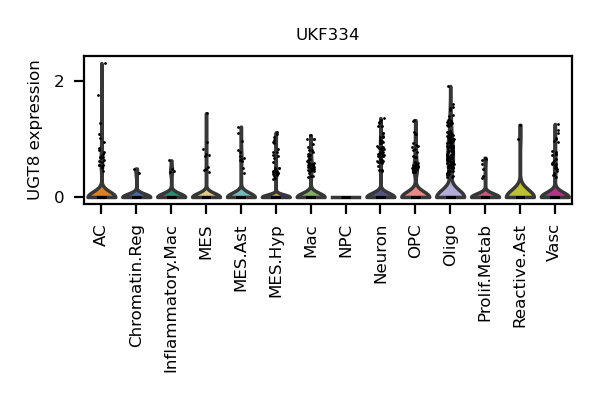 UKF334
UGT8 expression
2
0
AC
Chromatin.Reg
Inflammatory.Mac
MES
MES.Ast
MES.Hyp
Mac
NPC
Neuron
OPC
Oligo
Prolif.Metab
Reactive.Ast
Vasc